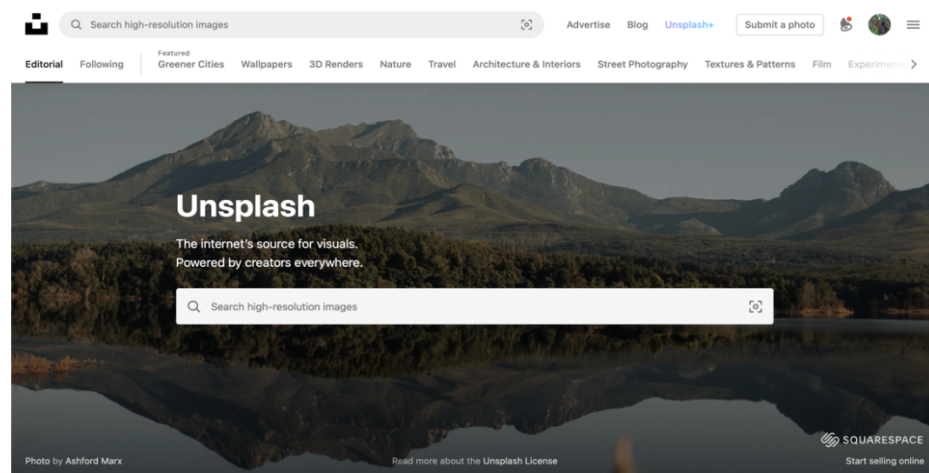 Search high-resolution images
Advertise
Blog
Unsplash+
Submit a photo
Editorial
Following
Featured
Greener Cities
Wallpapers
3D Renders
Nature
Travel
Architecture & Interiors
Street Photography
Textures & Patterns
Film
Experimental
Unsplash
The internet's source for visuals.
Powered by creators everywhere.
Search high-resolution images
SQUARESPACE
Photo by Ashford Marx
Read more about the Unsplash License
Start selling online